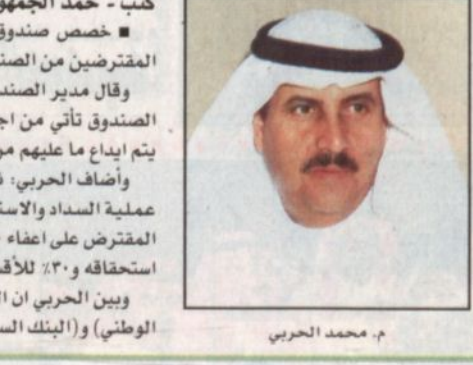 كتب - حمد الجمهو
■ خصص صندوق
المقترضين من الصن
وقال مدير الصند
الصندوق تأتي من اج
يتم ايداع ما عليهم مر
وأضاف الحربي:
عملية السداد والاست
المقترض على اعفاء
استحقاقه و٣٠٪ للأق
وبين الحربي ان ال
الوطني) و(البنك الس
م. محمد الحربي